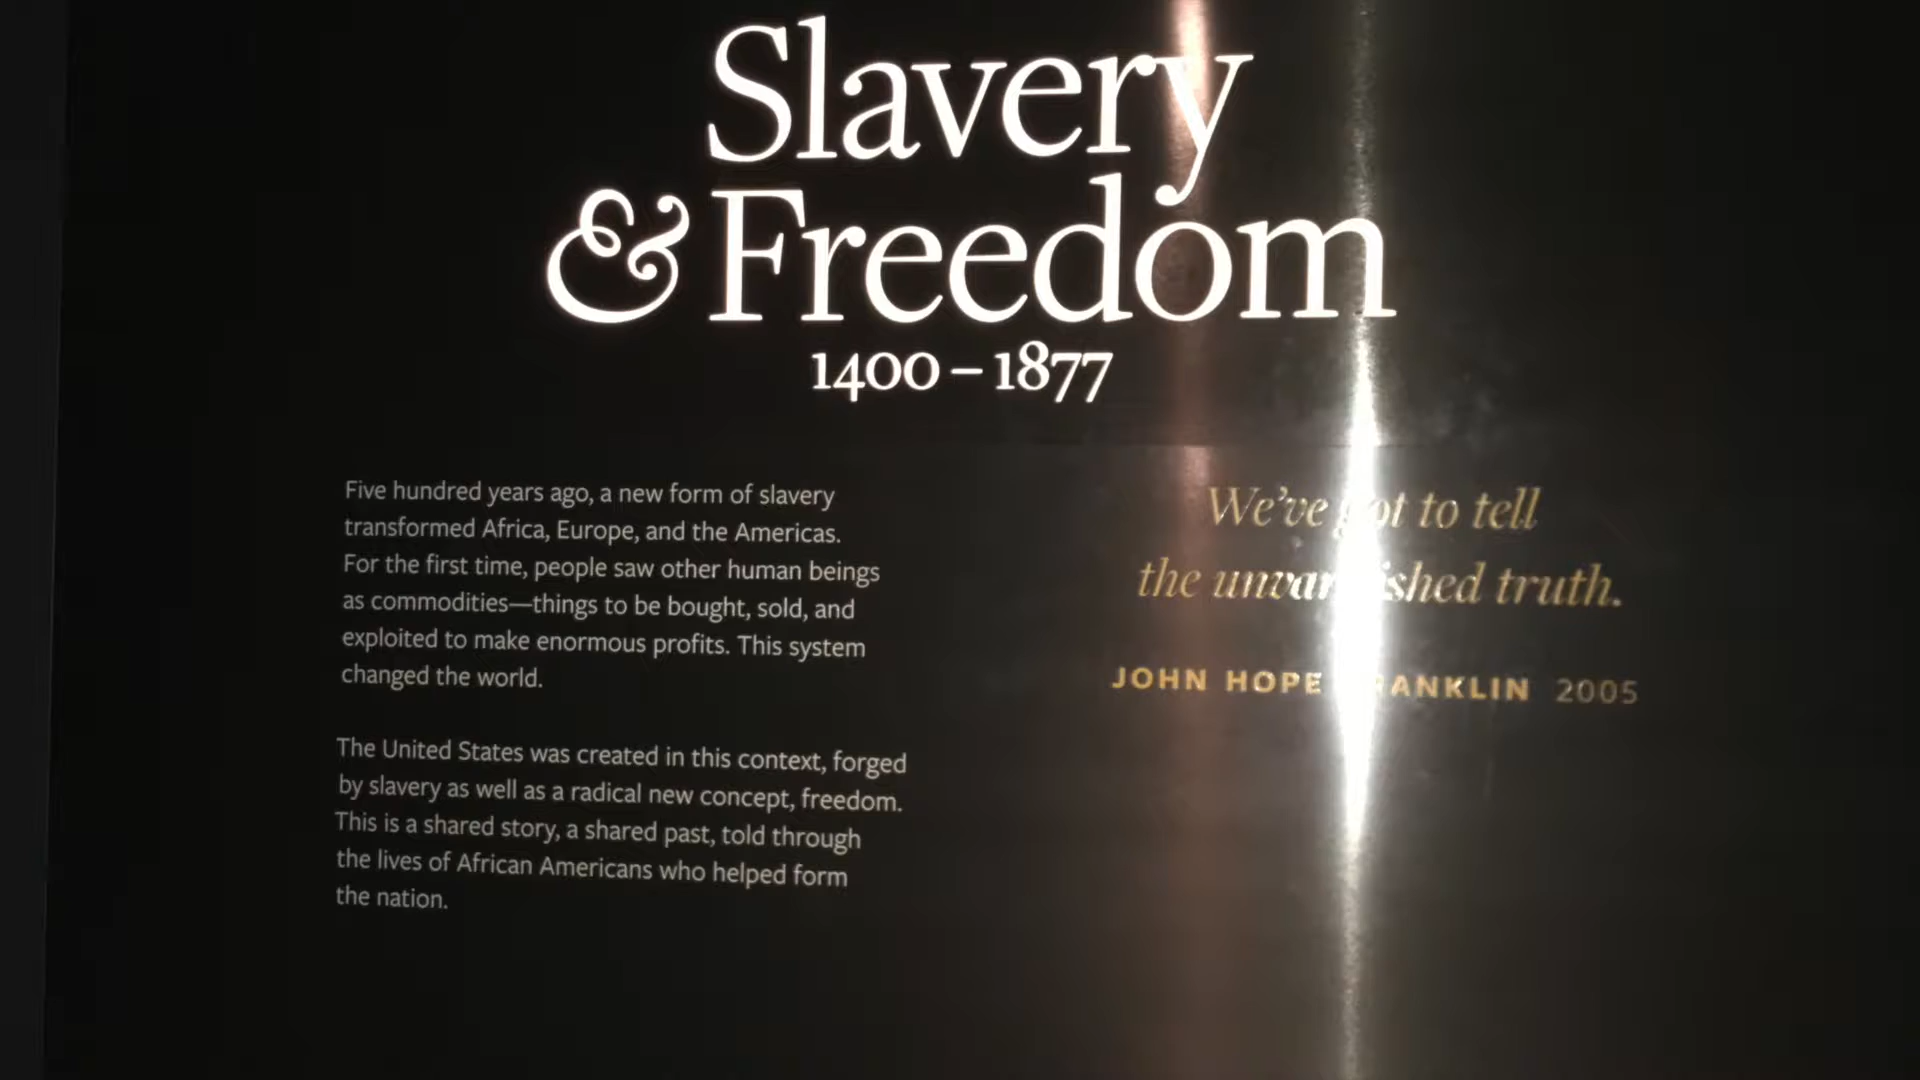 Slavery
& Freedom
1400 – 1877
Five hundred years ago, a new form of slavery
transformed Africa, Europe, and the Americas.
For the first time, people saw other human beings
as commodities—things to be bought, sold, and
exploited to make enormous profits. This system
changed the world.
The United States was created in this context, forged
by slavery as well as a radical new concept, freedom.
This is a shared story, a shared past, told through
the lives of African Americans who helped form
the nation.
We've got to tell
the unvarnished truth.
JOHN HOPE FRANKLIN 2005